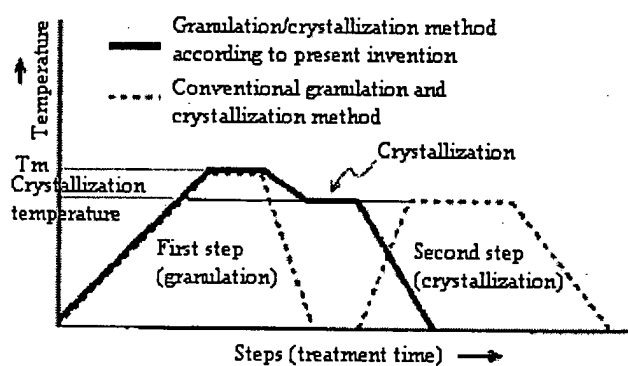 Temperature
Granulation/crystallization method
according to present invention
Conventional granulation and
crystallization method
Tm
Crystallization
temperature
Crystallization
First step
(granulation)
Second step
(crystallization)
Steps (treatment time)